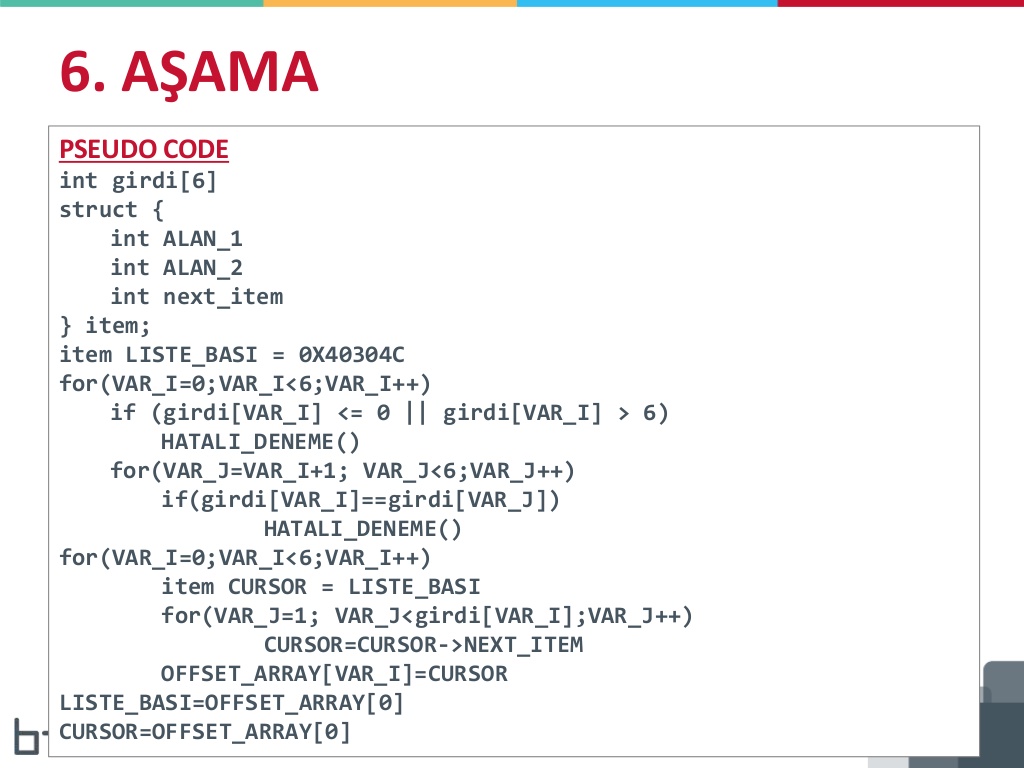 6. AŞAMA
PSEUDO CODE
int girdi[6]
struct {
int ALAN_1
int ALAN_2
int next_item
} item;
item LISTE_BASI = 0X40304C
for(VAR_I=0;VAR_I<6;VAR_I++)
if (girdi[VAR_I] <= 0 || girdi[VAR_I] > 6)
HATALI_DENEME()
for(VAR_J=VAR_I+1; VAR_J<6;VAR_J++)
if(girdi[VAR_I]==girdi[VAR_J])
HATALI_DENEME()
for(VAR_I=0;VAR_I<6;VAR_I++)
item CURSOR = LISTE_BASI
for(VAR_J=1; VAR_J<girdi[VAR_I];VAR_J++)
CURSOR=CURSOR->NEXT_ITEM
OFFSET_ARRAY[VAR_I]=CURSOR
LISTE_BASI=OFFSET_ARRAY[0]
CURSOR=OFFSET_ARRAY[0]